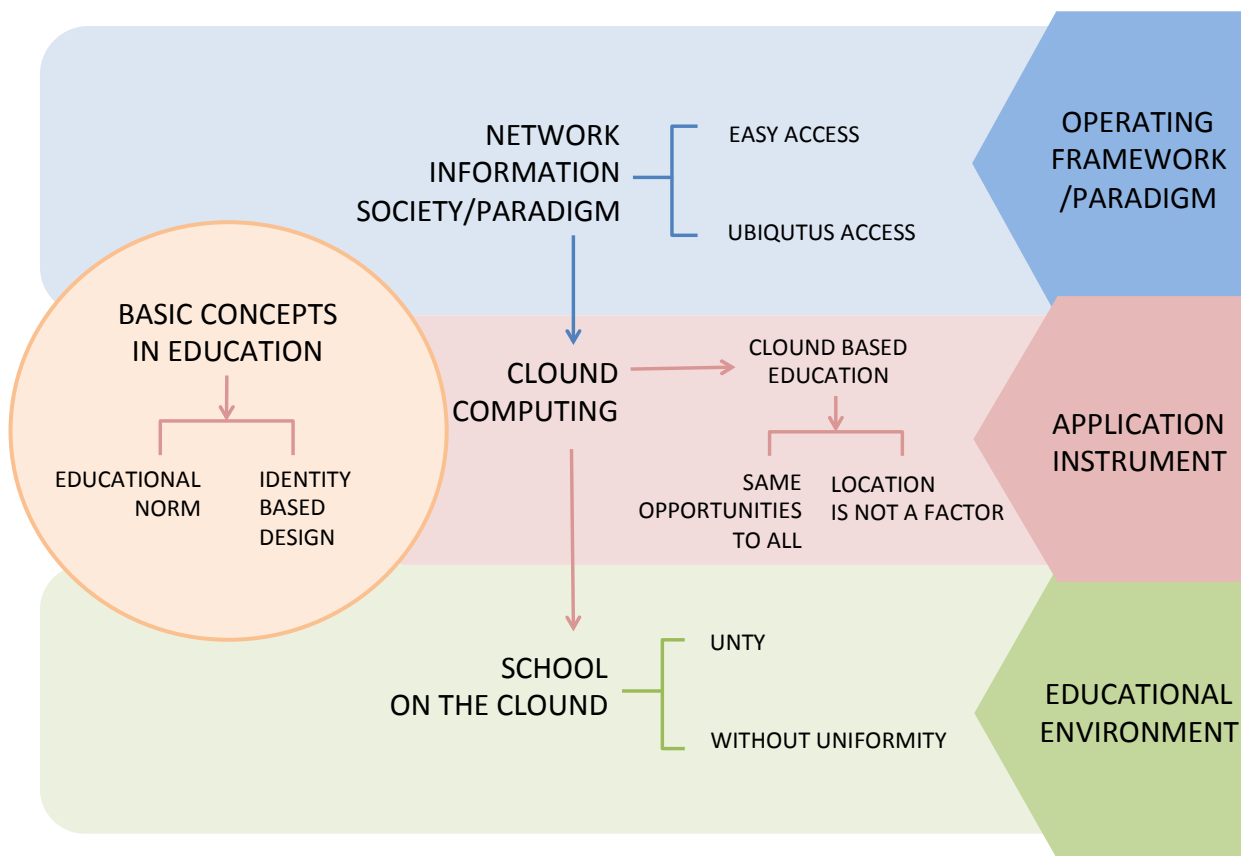 NETWORK
INFORMATION
SOCIETY/PARADIGM
EASY ACCESS
UBIQUTUS ACCESS
OPERATING
FRAMEWORK
/PARADIGM
BASIC CONCEPTS
IN EDUCATION
EDUCATIONAL
NORM
IDENTITY
BASED
DESIGN
CLOUND
COMPUTING
CLOUND BASED
EDUCATION
SAME
OPPORTUNITIES
TO ALL
LOCATION
IS NOT A FACTOR
APPLICATION
INSTRUMENT
SCHOOL
ON THE CLOUND
UNTY
WITHOUT UNIFORMITY
EDUCATIONAL
ENVIRONMENT